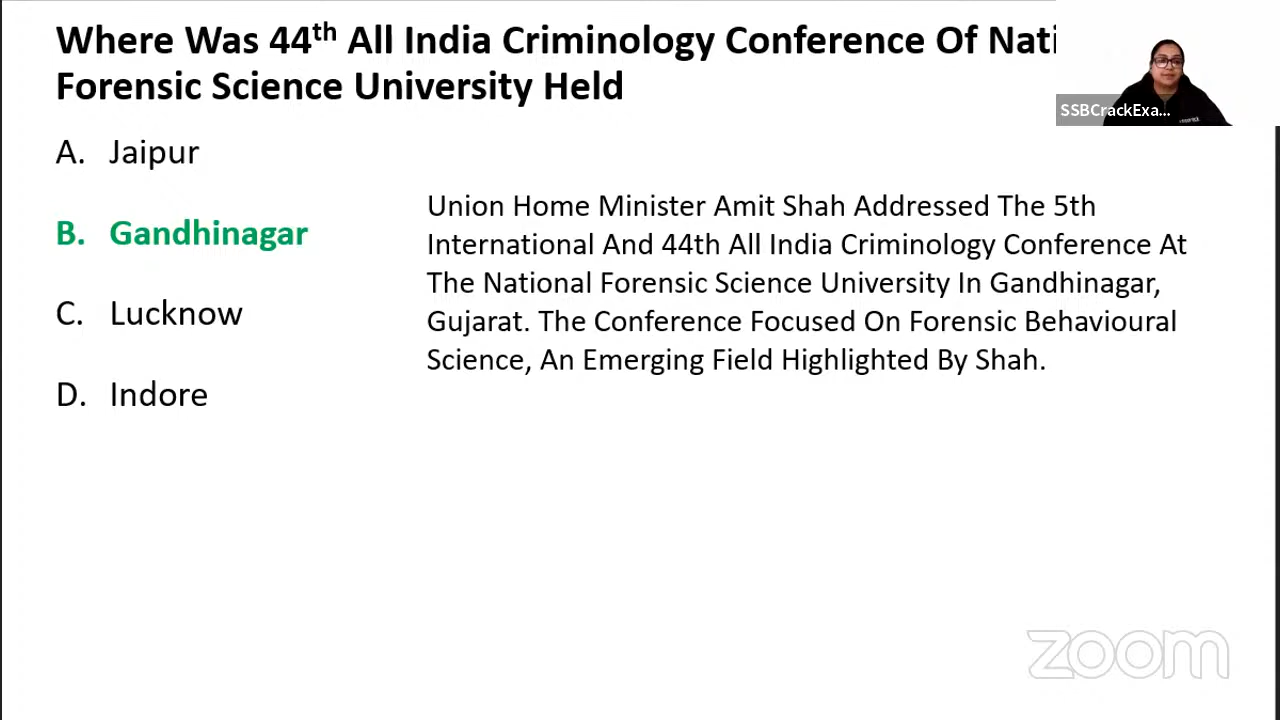 Where Was 44th All India Criminology Conference Of Nati
Forensic Science University Held
SSBCrackExa...
A. Jaipur
B. Gandhinagar
C. Lucknow
D. Indore
Union Home Minister Amit Shah Addressed The 5th
International And 44th All India Criminology Conference At
The National Forensic Science University In Gandhinagar,
Gujarat. The Conference Focused On Forensic Behavioural
Science, An Emerging Field Highlighted By Shah.
zoom